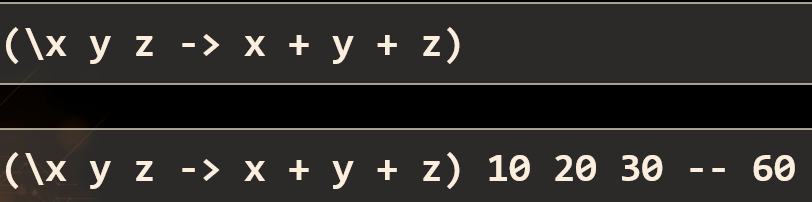 (\x y z -> x + y + z)
(\x y z -> x + y + z) 10 20 30 -- 60